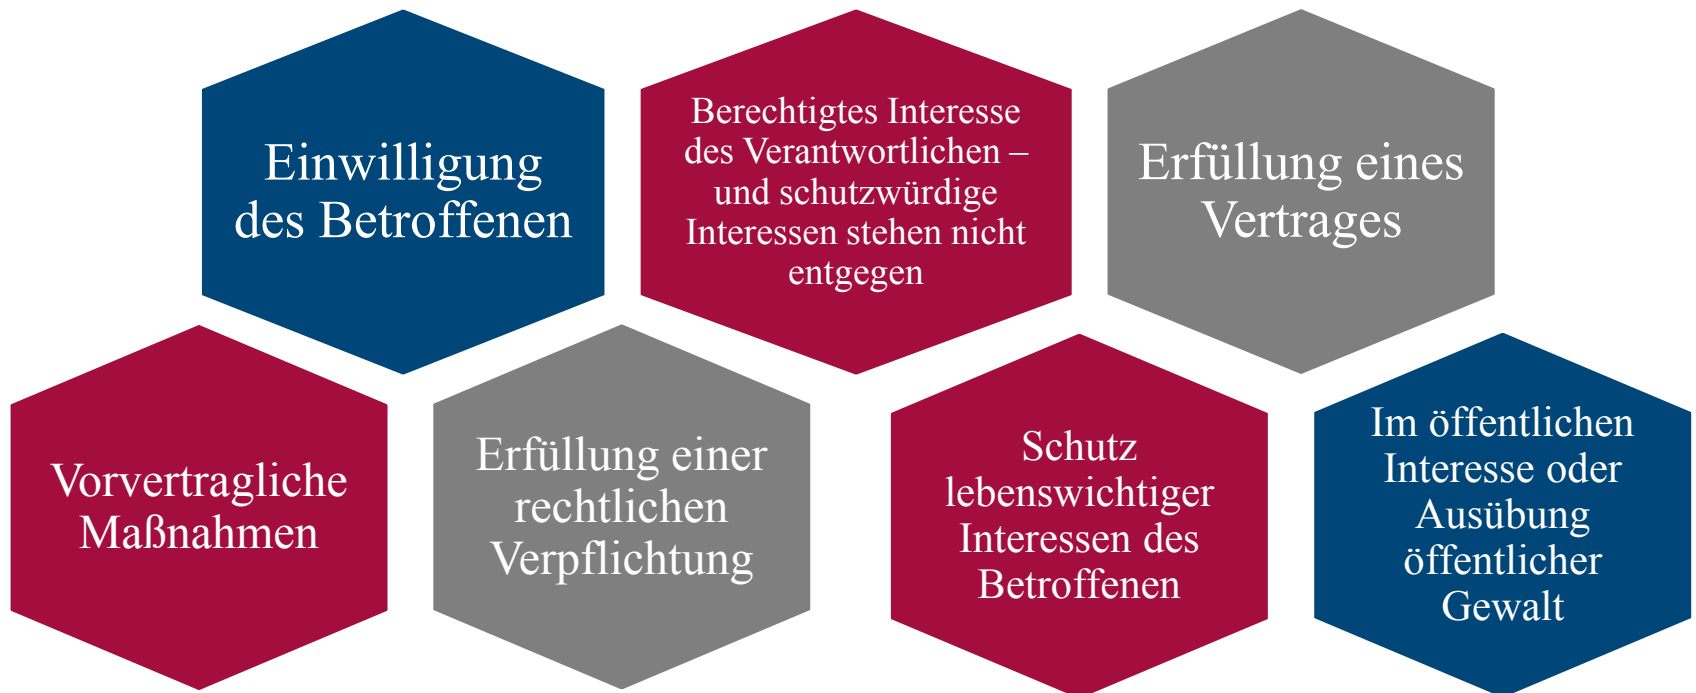 Einwilligung
des Betroffenen
Berechtigtes Interesse
des Verantwortlichen –
und schutzwürdige
Interessen stehen nicht
entgegen
Erfüllung eines
Vertrages
Vorvertragliche
Maßnahmen
Erfüllung einer
rechtlichen
Verpflichtung
Schutz
lebenswichtiger
Interessen des
Betroffenen
Im öffentlichen
Interesse oder
Ausübung
öffentlicher
Gewalt